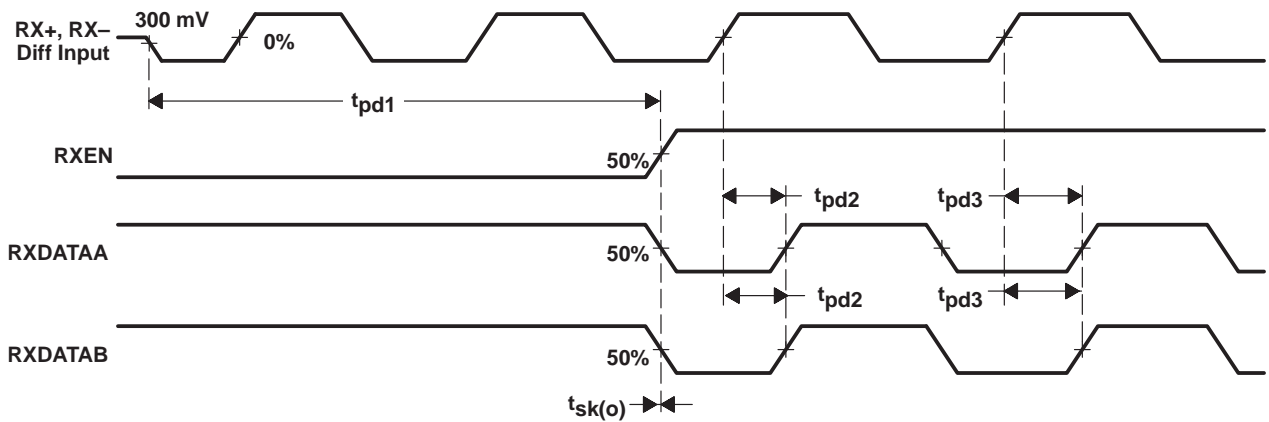 300 mV
RX+, RX–
Diff Input
0%
tpd1
RXEN
50%
tpd2
tpd3
RXDATAA
50%
tpd2
tpd3
RXDATAB
50%
tsk(o)